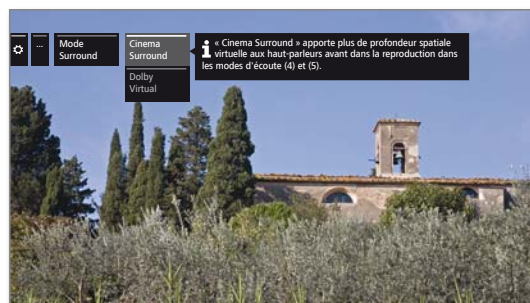 ...
Mode
Surround
Cinema
Surround
Dolby
Virtual
« Cinema Surround » apporte plus de profondeur spatiale
virtuelle aux haut-parleurs avant dans la reproduction dans
les modes d'écoute (4) et (5).